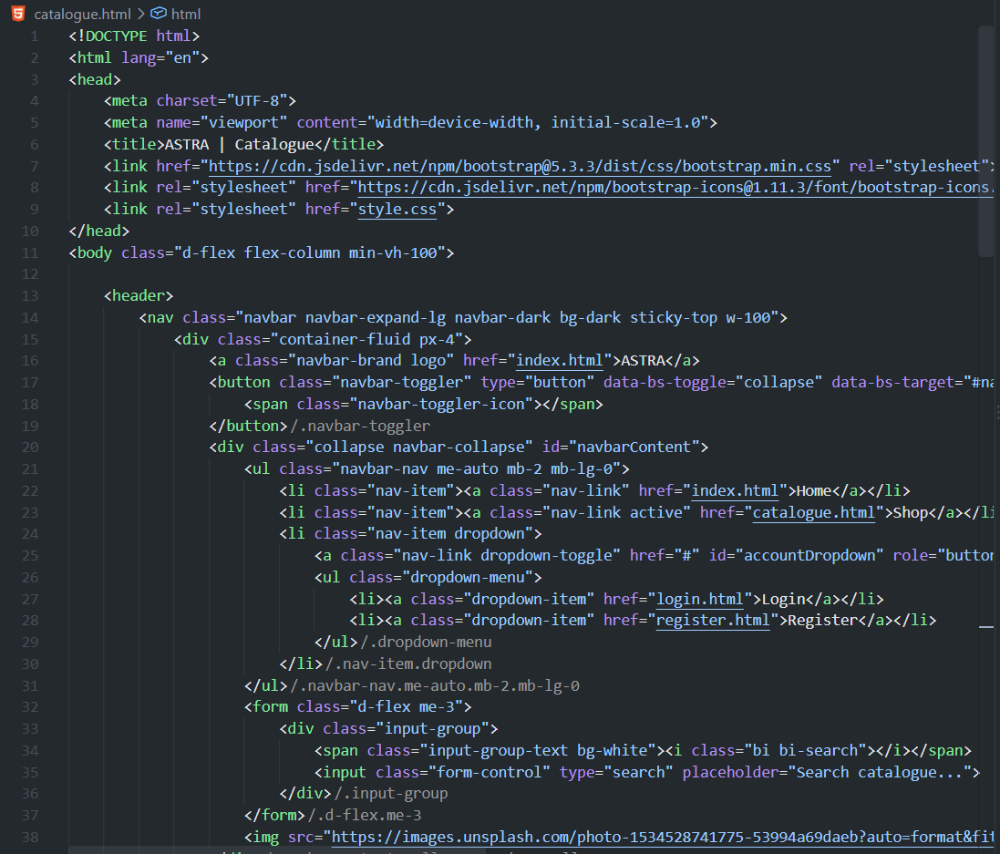 catalogue.html > html
1 <!DOCTYPE html>
2 <html lang="en">
3 <head>
4 <meta charset="UTF-8">
5 <meta name="viewport" content="width=device-width, initial-scale=1.0">
6 <title>ASTRA | Catalogue</title>
7 <link href="https://cdn.jsdelivr.net/npm/bootstrap@5.3.3/dist/css/bootstrap.min.css" rel="stylesheet">
8 <link rel="stylesheet" href="https://cdn.jsdelivr.net/npm/bootstrap-icons@1.11.3/font/bootstrap-icons.
9 <link rel="stylesheet" href="style.css">
10 </head>
11 <body class="d-flex flex-column min-vh-100">
12
13 <header>
14 <nav class="navbar navbar-expand-lg navbar-dark bg-dark sticky-top w-100">
15 <div class="container-fluid px-4">
16 <a class="navbar-brand logo" href="index.html">ASTRA</a>
17 <button class="navbar-toggler" type="button" data-bs-toggle="collapse" data-bs-target="#na
18 <span class="navbar-toggler-icon"></span>
19 </button>/.navbar-toggler
20 <div class="collapse navbar-collapse" id="navbarContent">
21 <ul class="navbar-nav me-auto mb-2 mb-lg-0">
22 <li class="nav-item"><a class="nav-link" href="index.html">Home</a></li>
23 <li class="nav-item"><a class="nav-link active" href="catalogue.html">Shop</a></li
24 <li class="nav-item dropdown">
25 <a class="nav-link dropdown-toggle" href="#" id="accountDropdown" role="button
26 <ul class="dropdown-menu">
27 <li><a class="dropdown-item" href="login.html">Login</a></li>
28 <li><a class="dropdown-item" href="register.html">Register</a></li>
29 </ul>/.dropdown-menu
30 </li>/.nav-item.dropdown
31 </ul>/.navbar-nav.me-auto.mb-2.mb-lg-0
32 <form class="d-flex me-3">
33 <div class="input-group">
34 <span class="input-group-text bg-white"><i class="bi bi-search"></i></span>
35 <input class="form-control" type="search" placeholder="Search catalogue...">
36 </div>/.input-group
37 </form>/.d-flex.me-3
38 <img src="https://images.unsplash.com/photo-1534528741775-53994a69daeb?auto=format&fit